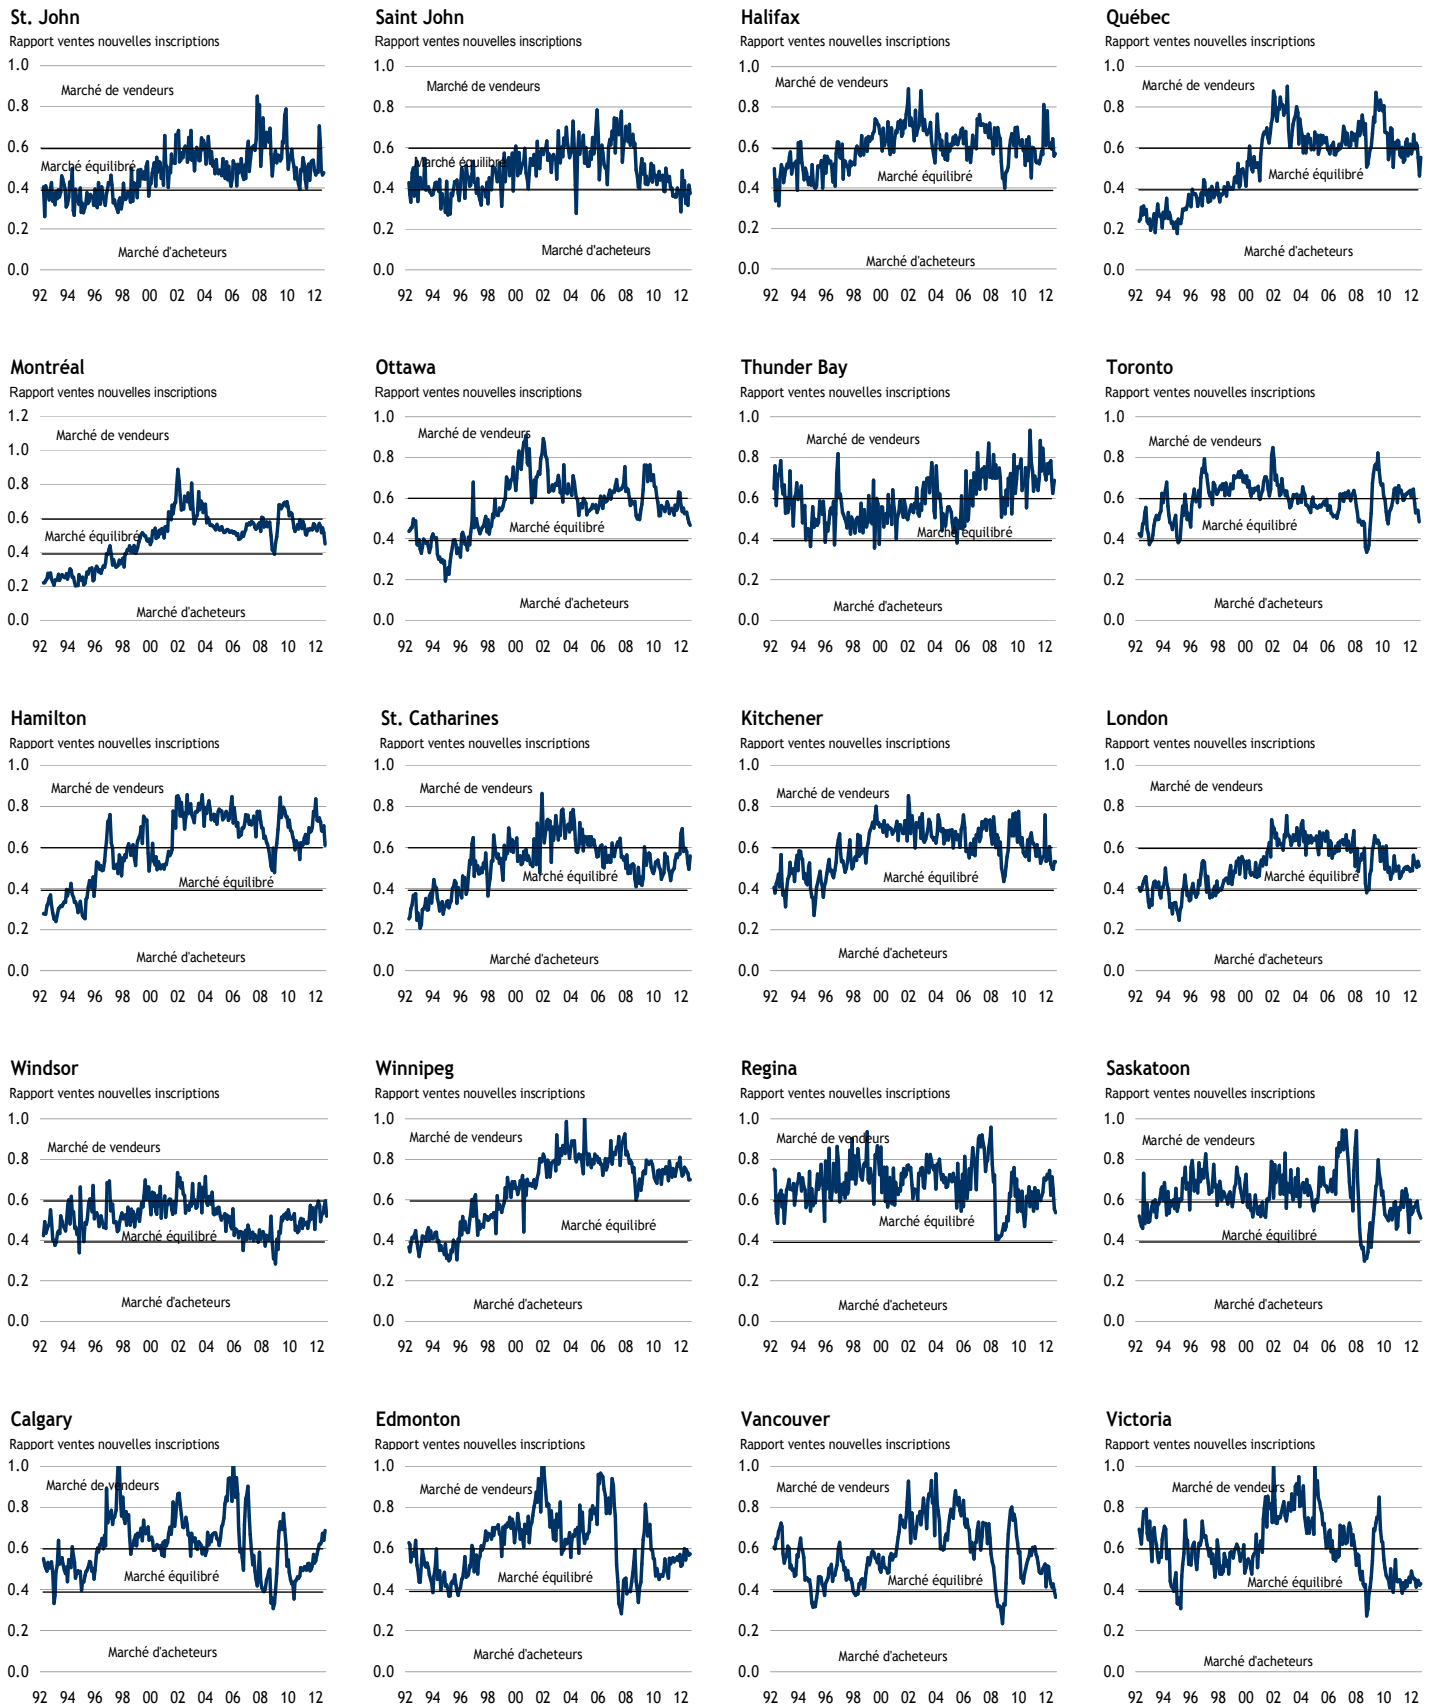 St. John
Rapport ventes nouvelles inscriptions
1.0
Marché de vendeurs
0.8
0.6
Marché équilibré
0.4
0.2
Marché d'acheteurs
0.0
92 94 96 98 00 02 04 06 08 10 12
Saint John
Rapport ventes nouvelles inscriptions
1.0
Marché de vendeurs
0.8
0.6
Marché équilibré
0.4
0.2
Marché d'acheteurs
0.0
92 94 96 98 00 02 04 06 08 10 12
Halifax
Rapport ventes nouvelles inscriptions
1.0
Marché de vendeurs
0.8
0.6
Marché équilibré
0.4
0.2
Marché d'acheteurs
0.0
92 94 96 98 00 02 04 06 08 10 12
Québec
Rapport ventes nouvelles inscriptions
1.0
Marché de vendeurs
0.8
0.6
Marché équilibré
0.4
0.2
Marché d'acheteurs
0.0
92 94 96 98 00 02 04 06 08 10 12
Montréal
Rapport ventes nouvelles inscriptions
1.2
Marché de vendeurs
1.0
0.8
0.6
Marché équilibré
0.4
0.2
Marché d'acheteurs
0.0
92 94 96 98 00 02 04 06 08 10 12
Ottawa
Rapport ventes nouvelles inscriptions
1.0
Marché de vendeurs
0.8
0.6
Marché équilibré
0.4
0.2
Marché d'acheteurs
0.0
92 94 96 98 00 02 04 06 08 10 12
Thunder Bay
Rapport ventes nouvelles inscriptions
1.0
Marché de vendeurs
0.8
0.6
Marché équilibré
0.4
0.2
Marché d'acheteurs
0.0
92 94 96 98 00 02 04 06 08 10 12
Toronto
Rapport ventes nouvelles inscriptions
1.0
Marché de vendeurs
0.8
0.6
Marché équilibré
0.4
0.2
Marché d'acheteurs
0.0
92 94 96 98 00 02 04 06 08 10 12
Hamilton
Rapport ventes nouvelles inscriptions
1.0
Marché de vendeurs
0.8
0.6
Marché équilibré
0.4
0.2
Marché d'acheteurs
0.0
92 94 96 98 00 02 04 06 08 10 12
St. Catharines
Rapport ventes nouvelles inscriptions
1.0
Marché de vendeurs
0.8
0.6
Marché équilibré
0.4
0.2
Marché d'acheteurs
0.0
92 94 96 98 00 02 04 06 08 10 12
Kitchener
Rapport ventes nouvelles inscriptions
1.0
Marché de vendeurs
0.8
0.6
Marché équilibré
0.4
0.2
Marché d'acheteurs
0.0
92 94 96 98 00 02 04 06 08 10 12
London
Rapport ventes nouvelles inscriptions
1.0
Marché de vendeurs
0.8
0.6
Marché équilibré
0.4
0.2
Marché d'acheteurs
0.0
92 94 96 98 00 02 04 06 08 10 12
Windsor
Rapport ventes nouvelles inscriptions
1.0
Marché de vendeurs
0.8
0.6
Marché équilibré
0.4
0.2
Marché d'acheteurs
0.0
92 94 96 98 00 02 04 06 08 10 12
Winnipeg
Rapport ventes nouvelles inscriptions
1.0
Marché de vendeurs
0.8
0.6
Marché équilibré
0.4
0.2
Marché d'acheteurs
0.0
92 94 96 98 00 02 04 06 08 10 12
Regina
Rapport ventes nouvelles inscriptions
1.0
Marché de vendeurs
0.8
0.6
Marché équilibré
0.4
0.2
Marché d'acheteurs
0.0
92 94 96 98 00 02 04 06 08 10 12
Saskatoon
Rapport ventes nouvelles inscriptions
1.0
Marché de vendeurs
0.8
0.6
Marché équilibré
0.4
0.2
Marché d'acheteurs
0.0
92 94 96 98 00 02 04 06 08 10 12
Calgary
Rapport ventes nouvelles inscriptions
1.0
Marché de vendeurs
0.8
0.6
Marché équilibré
0.4
0.2
Marché d'acheteurs
0.0
92 94 96 98 00 02 04 06 08 10 12
Edmonton
Rapport ventes nouvelles inscriptions
1.0
Marché de vendeurs
0.8
0.6
Marché équilibré
0.4
0.2
Marché d'acheteurs
0.0
92 94 96 98 00 02 04 06 08 10 12
Vancouver
Rapport ventes nouvelles inscriptions
1.0
Marché de vendeurs
0.8
0.6
Marché équilibré
0.4
0.2
Marché d'acheteurs
0.0
92 94 96 98 00 02 04 06 08 10 12
Victoria
Rapport ventes nouvelles inscriptions
1.0
Marché de vendeurs
0.8
0.6
Marché équilibré
0.4
0.2
Marché d'acheteurs
0.0
92 94 96 98 00 02 04 06 08 10 12